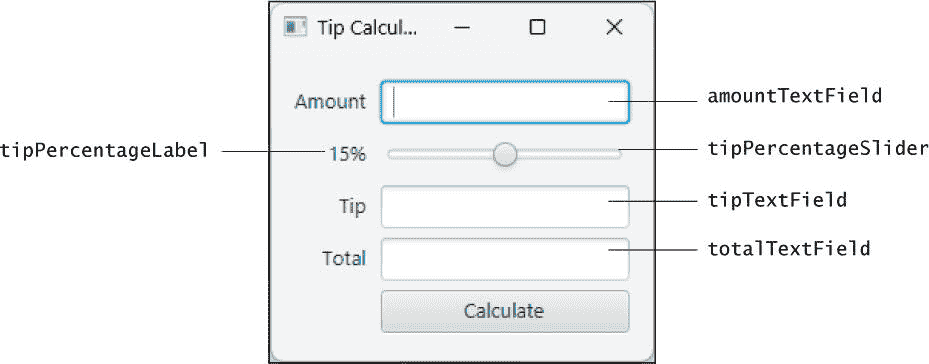 Tip Calcul...
Amount
amountTextField
tipPercentageLabel
15%
tipPercentageSlider
Tip
tipTextField
Total
totalTextField
Calculate